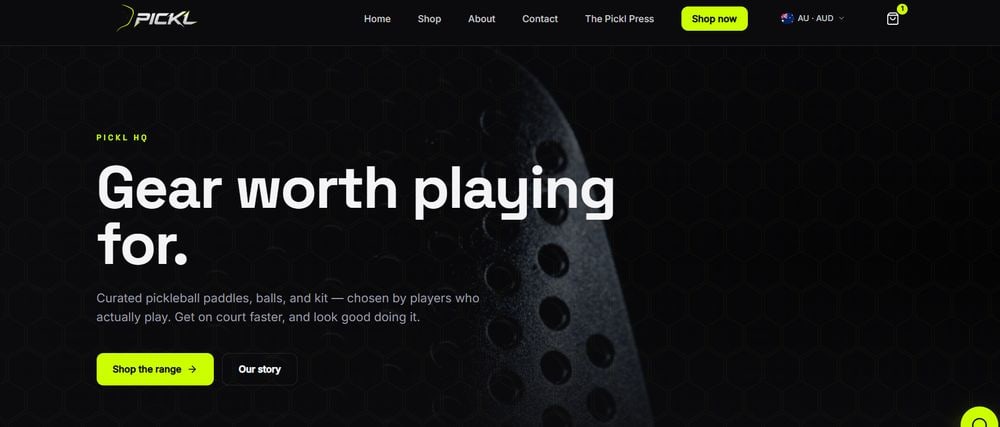 PICKL
Home Shop About Contact The Pickl Press Shop now AU · AUD 1
PICKL HQ
Gear worth playing
for.
Curated pickleball paddles, balls, and kit — chosen by players who
actually play. Get on court faster, and look good doing it.
Shop the range → Our story